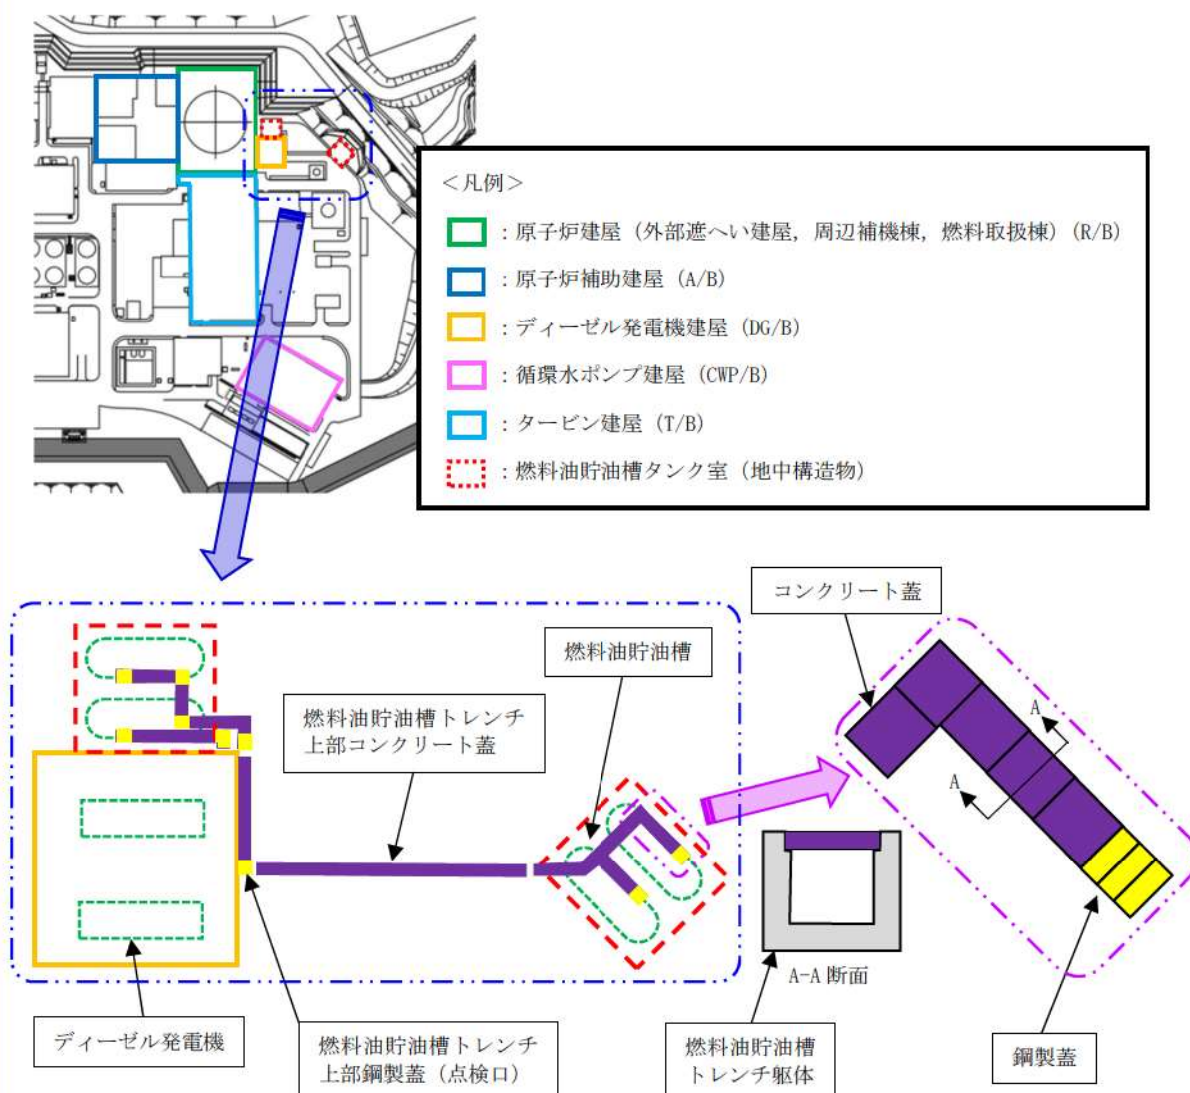 <凡例>
:原子炉建屋(外部遮へい建屋,周辺補機棟,燃料取扱棟)(R/B)
:原子炉補助建屋(A/B)
:ディーゼル発電機建屋(DG/B)
:循環水ポンプ建屋(CWP/B)
:タービン建屋(T/B)
:燃料油貯油槽タンク室(地中構造物)
コンクリート蓋
燃料油貯油槽
燃料油貯油槽トレンチ
上部コンクリート蓋
A
A
A-A 断面
ディーゼル発電機
燃料油貯油槽トレンチ
上部鋼製蓋(点検口)
燃料油貯油槽
トレンチ躯体
鋼製蓋